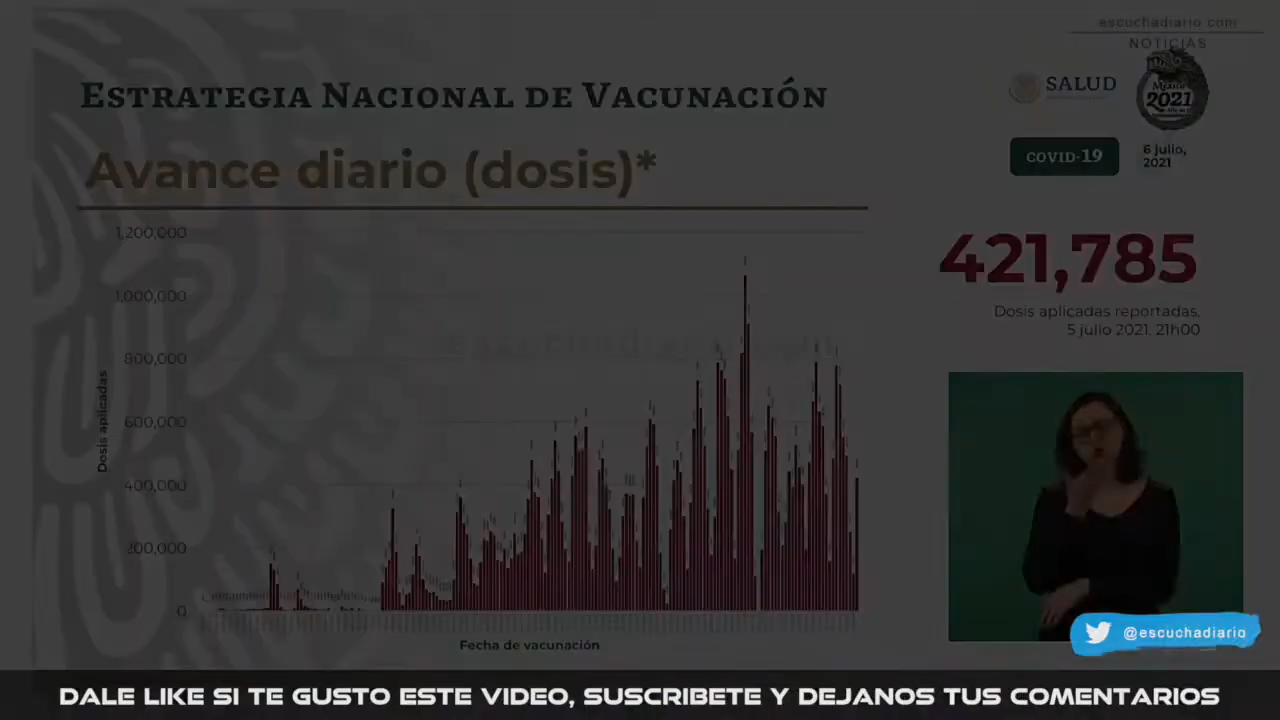 escuchadiario.com
NOTICIAS
ESTRATEGIA NACIONAL DE VACUNACIÓN
SALUD
México
2021
COVID-19
6 julio,
2021
Avance diario (dosis)*
421,785
Dosis aplicadas reportadas,
5 julio 2021, 21h00
1,200,000
1,000,000
800,000
600,000
400,000
200,000
0
Dosis aplicadas
Fecha de vacunación
escuchadiario.com
@escuchadiario
DALE LIKE SI TE GUSTO ESTE VIDEO, SUSCRIBETE Y DEJANOS TUS COMENTARIOS